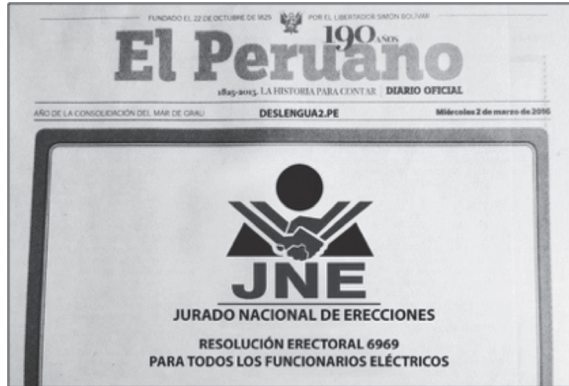 FUNDADO EL 22 DE OCTUBRE DE 1825 POR EL LIBERTADOR SIMÓN BOLÍVAR
El Peruano
190 AÑOS
1825-2015. LA HISTORIA PARA CONTAR | DIARIO OFICIAL
AÑO DE LA CONSOLIDACIÓN DEL MAR DE GRAU DESLENGUA2.PE Miércoles 2 de marzo de 2016
JNE
JURADO NACIONAL DE ERECCIONES
RESOLUCIÓN ERECTORAL 6969
PARA TODOS LOS FUNCIONARIOS ELÉCTRICOS